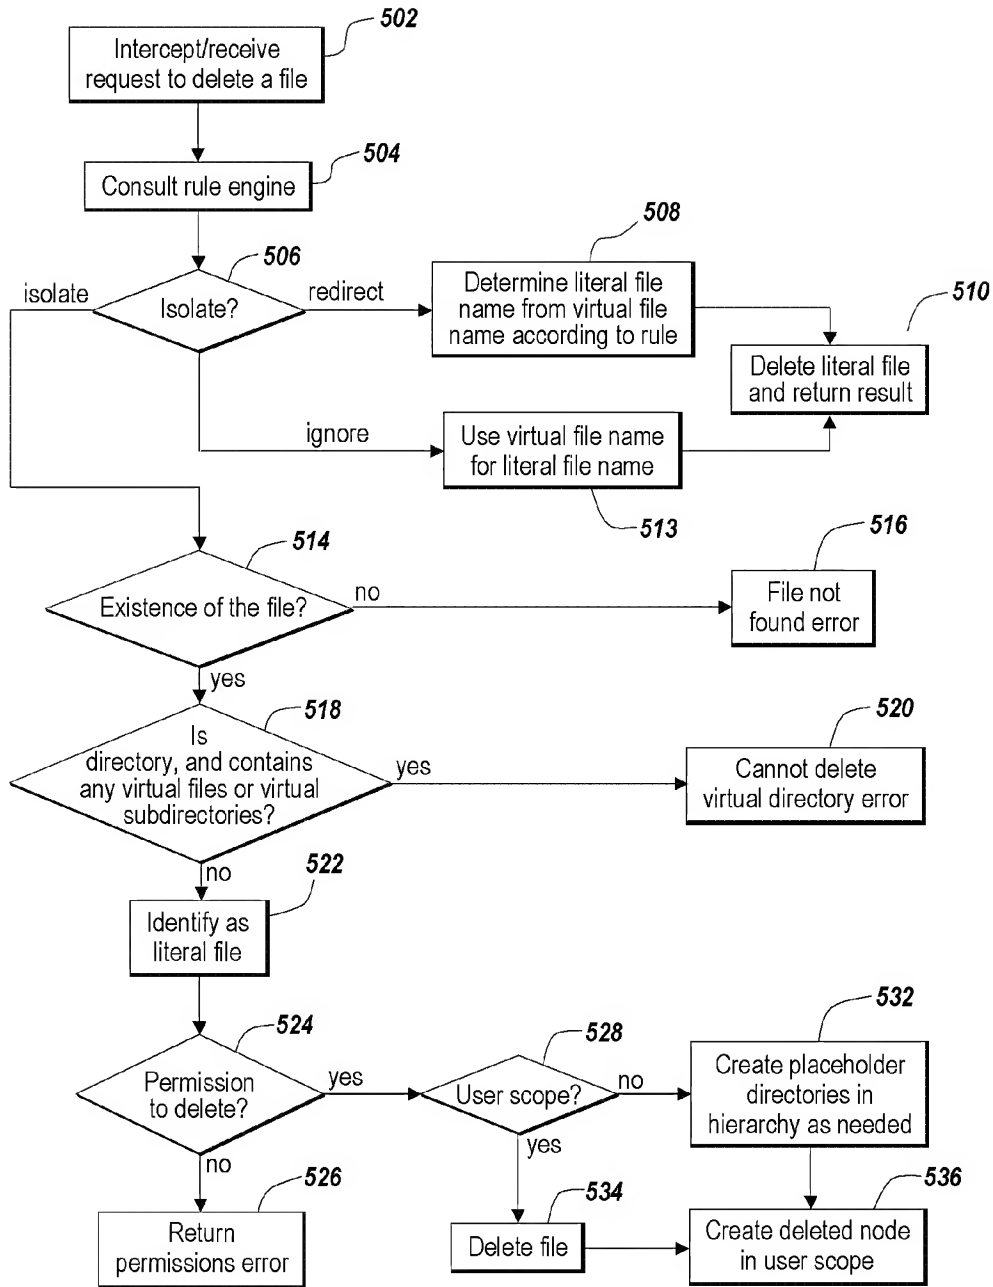 502
Intercept/receive
request to delete a file
504
Consult rule engine
506
Isolate?
isolate
redirect
508
Determine literal file
name from virtual file
name according to rule
510
Delete literal file
and return result
ignore
Use virtual file name
for literal file name
513
514
Existence of the file?
no
516
File not
found error
yes
518
Is
directory, and contains
any virtual files or virtual
subdirectories?
yes
520
Cannot delete
virtual directory error
no
522
Identify as
literal file
524
Permission
to delete?
yes
528
User scope?
no
532
Create placeholder
directories in
hierarchy as needed
no
526
Return
permissions error
yes
534
Delete file
536
Create deleted node
in user scope